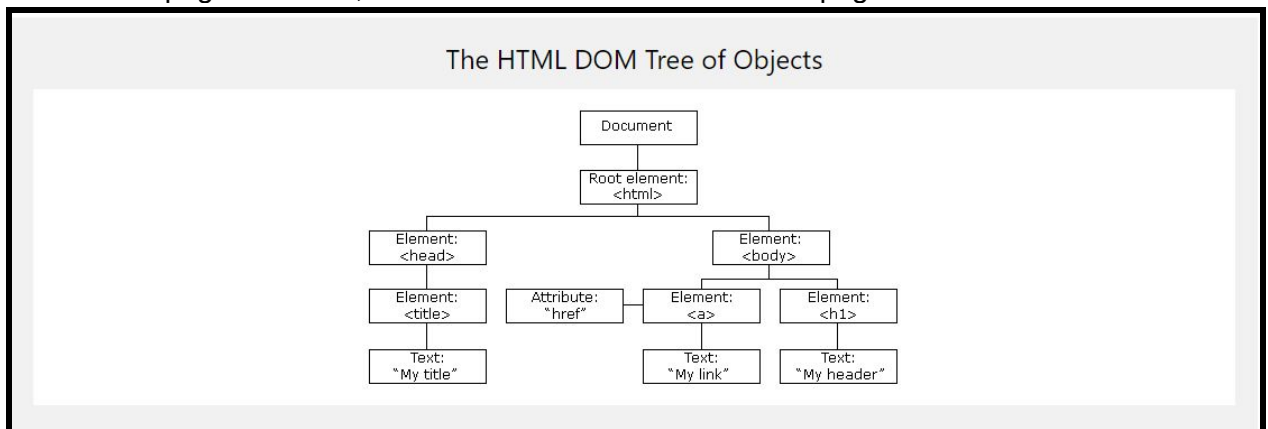 The HTML DOM Tree of Objects
Document
Root element:
<html>
Element:
<head>
Element:
<body>
Element:
<title>
Attribute:
"href"
Element:
<a>
Element:
<h1>
Text:
"My title"
Text:
"My link"
Text:
"My header"